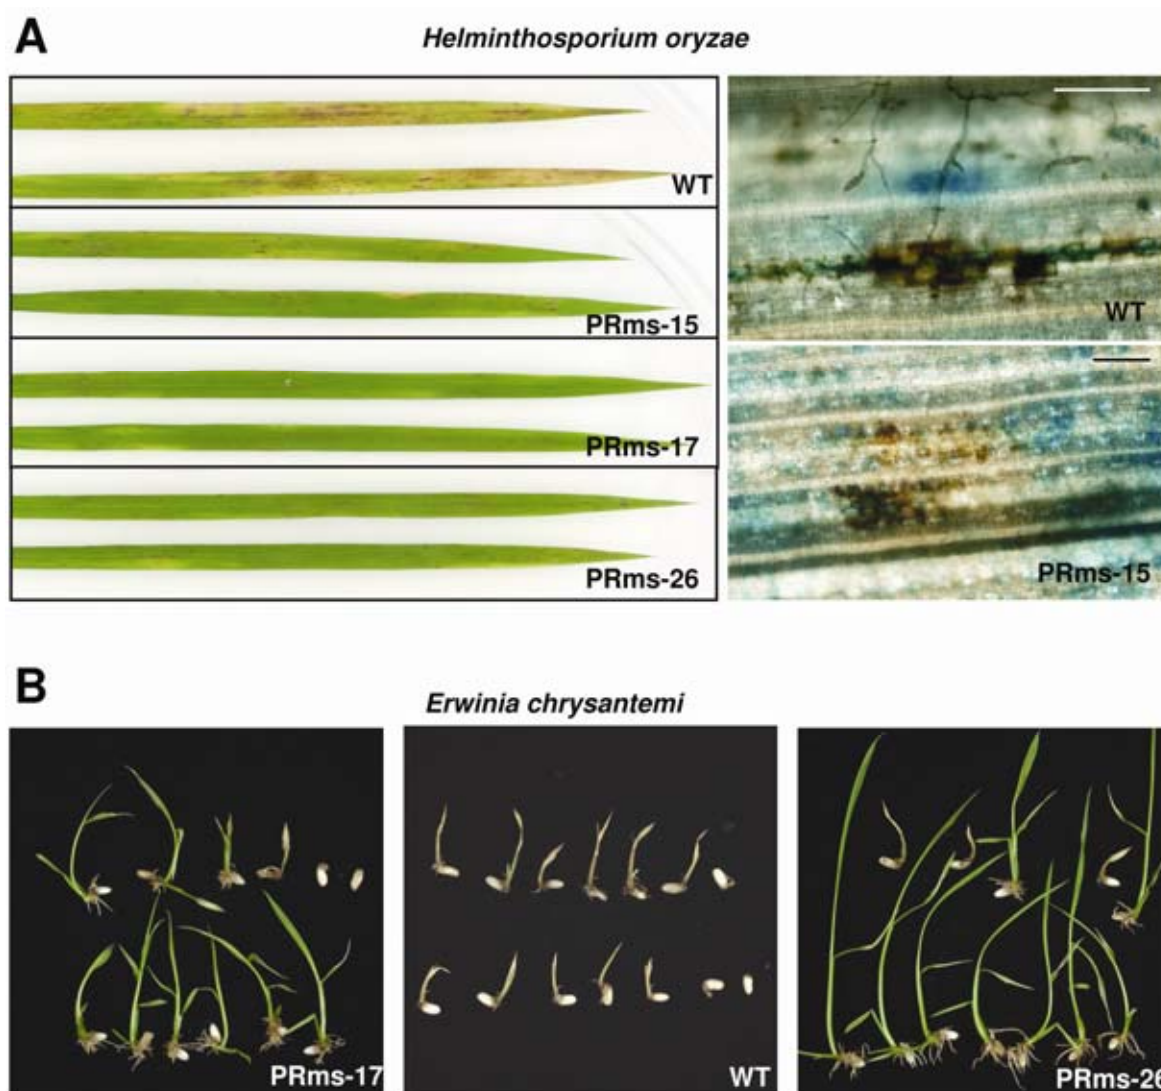 A
Helminthosporium oryzae
WT
PRms-15
PRms-17
PRms-26
WT
PRms-15
B
Erwinia chrysantemi
PRms-17
WT
PRms-26